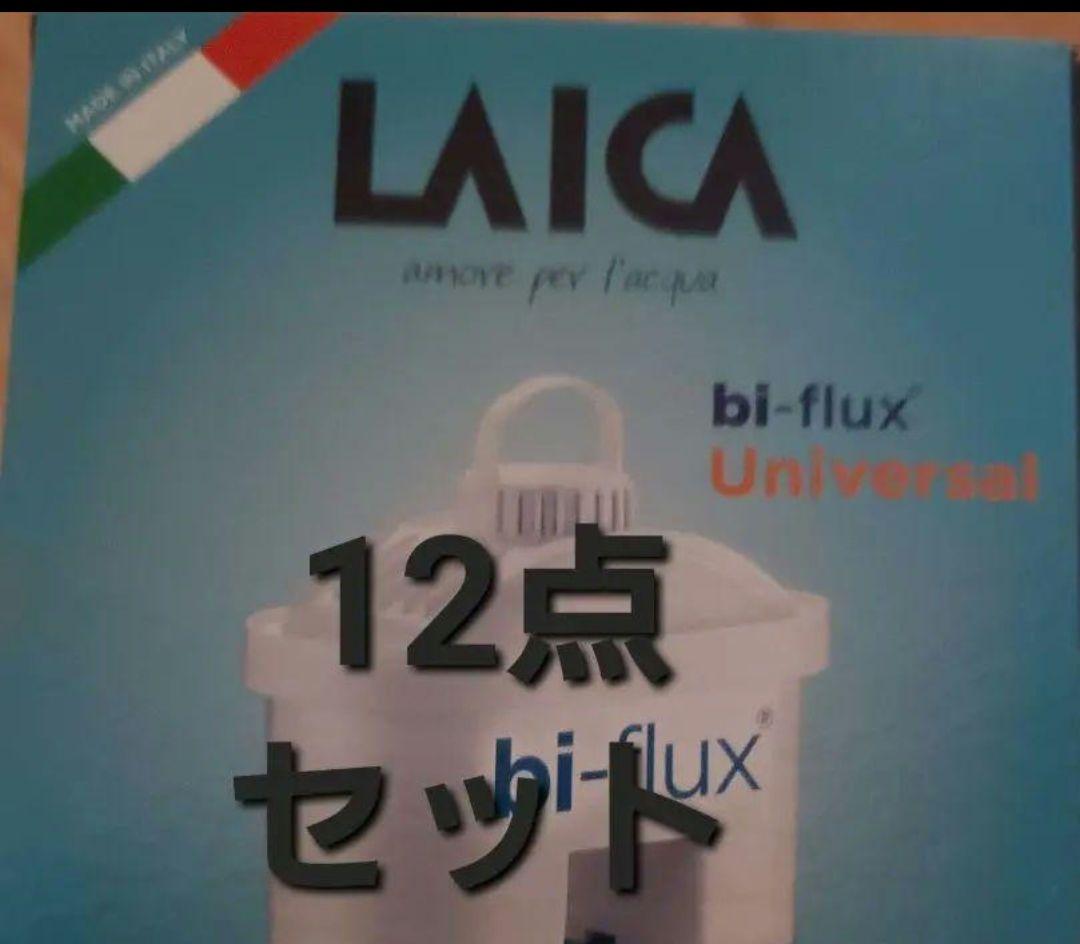 MADE IN ITALY
LAICA
amore per l'acqua
bi-flux®
Universal
12点
bi-flux®
セット